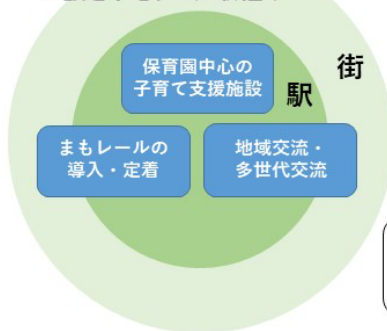 保育園中心の
子育て支援施設
駅
街
まもレールの
導入・定着
地域交流・
多世代交流